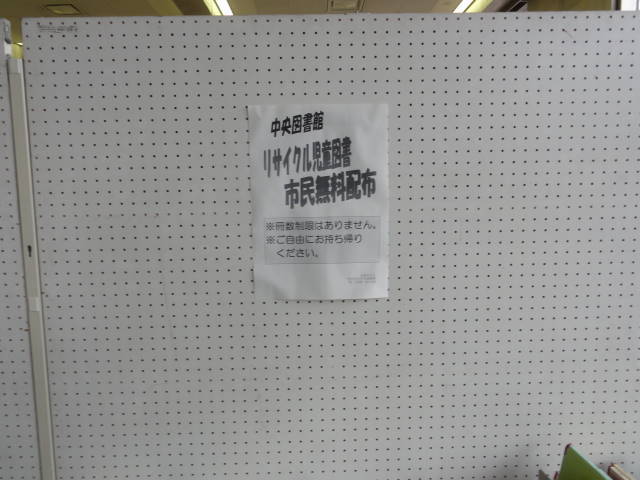 中央図書館
リサイクル児童図書
市民無料配布
※冊数制限はありません。
※ご自由にお持ち帰り
ください。